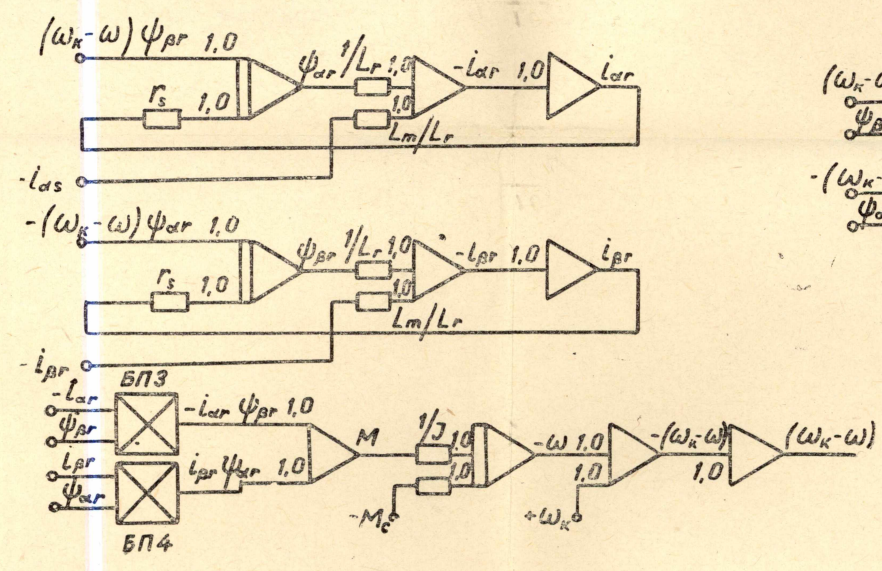 (ωк-ω) ψβr 1,0
rs 1,0
ψαr 1/Lr 1,0
1,0
Lm/Lr
-iαr 1,0 iαr
-iαs
-(ωк-ω) ψαr 1,0
rs 1,0
ψβr 1/Lr 1,0
1,0
Lm/Lr
-iβr 1,0 iβr
-iβr
БП3
-iαr
ψβr
-iαr ψβr 1,0
iβr
ψαr
iβr ψαr 1,0
БП4
M 1/J 1,0
1,0
-Mc
-ω 1,0
1,0
+ωк
-(ωк-ω)
1,0
(ωк-ω)
-(ωк-